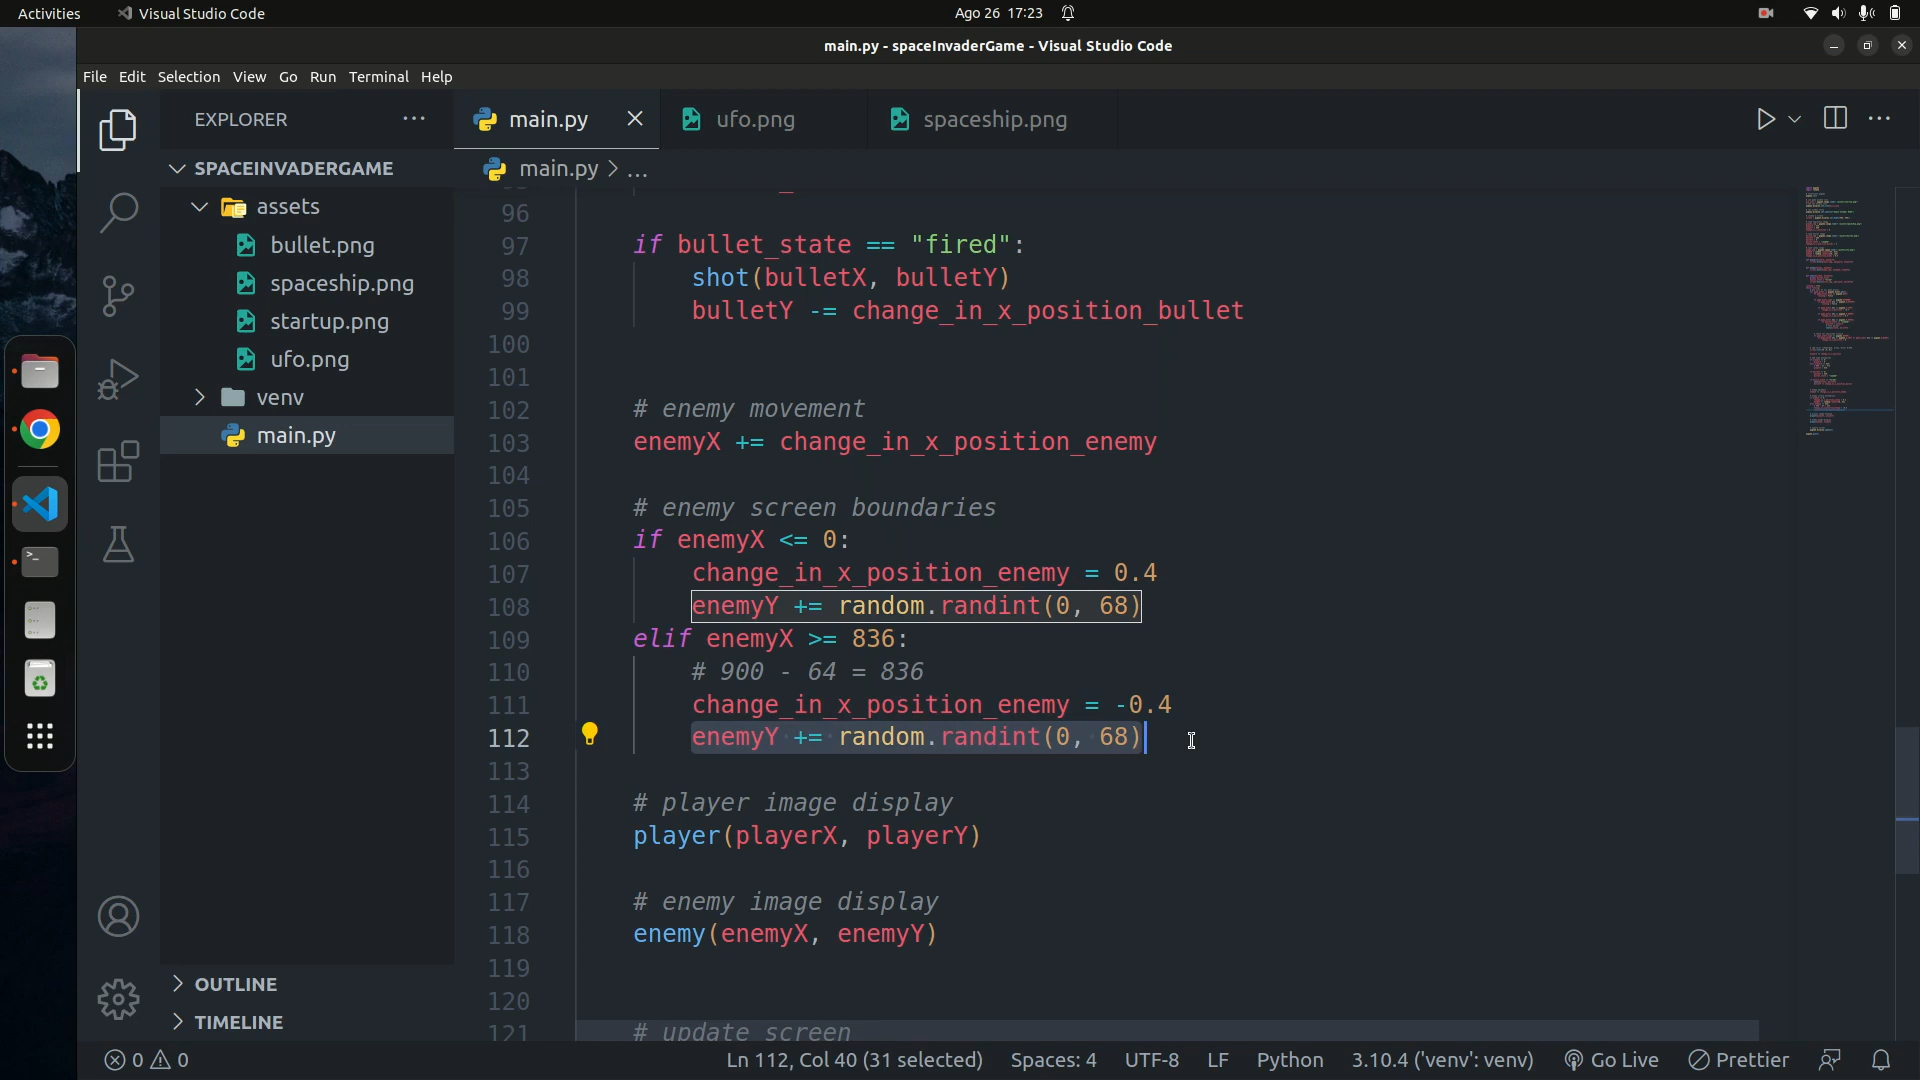 Activities
Visual Studio Code
Ago 26 17:23
main.py - spaceInvaderGame - Visual Studio Code
File Edit Selection View Go Run Terminal Help
EXPLORER
main.py
ufo.png
spaceship.png
SPACEINVADERGAME
assets
bullet.png
spaceship.png
startup.png
ufo.png
venv
main.py
OUTLINE
TIMELINE
main.py > ...
96
97 if bullet_state == "fired":
98 shot(bulletX, bulletY)
99 bulletY -= change_in_x_position_bullet
100
101
102 # enemy movement
103 enemyX += change_in_x_position_enemy
104
105 # enemy screen boundaries
106 if enemyX <= 0:
107 change_in_x_position_enemy = 0.4
108 enemyY += random.randint(0, 68)
109 elif enemyX >= 836:
110 # 900 - 64 = 836
111 change_in_x_position_enemy = -0.4
112 enemyY += random.randint(0, 68)
113
114 # player image display
115 player(playerX, playerY)
116
117 # enemy image display
118 enemy(enemyX, enemyY)
119
120
121 # update screen
0 0
Ln 112, Col 40 (31 selected)
Spaces: 4
UTF-8
LF
Python
3.10.4 ('venv': venv)
Go Live
Prettier